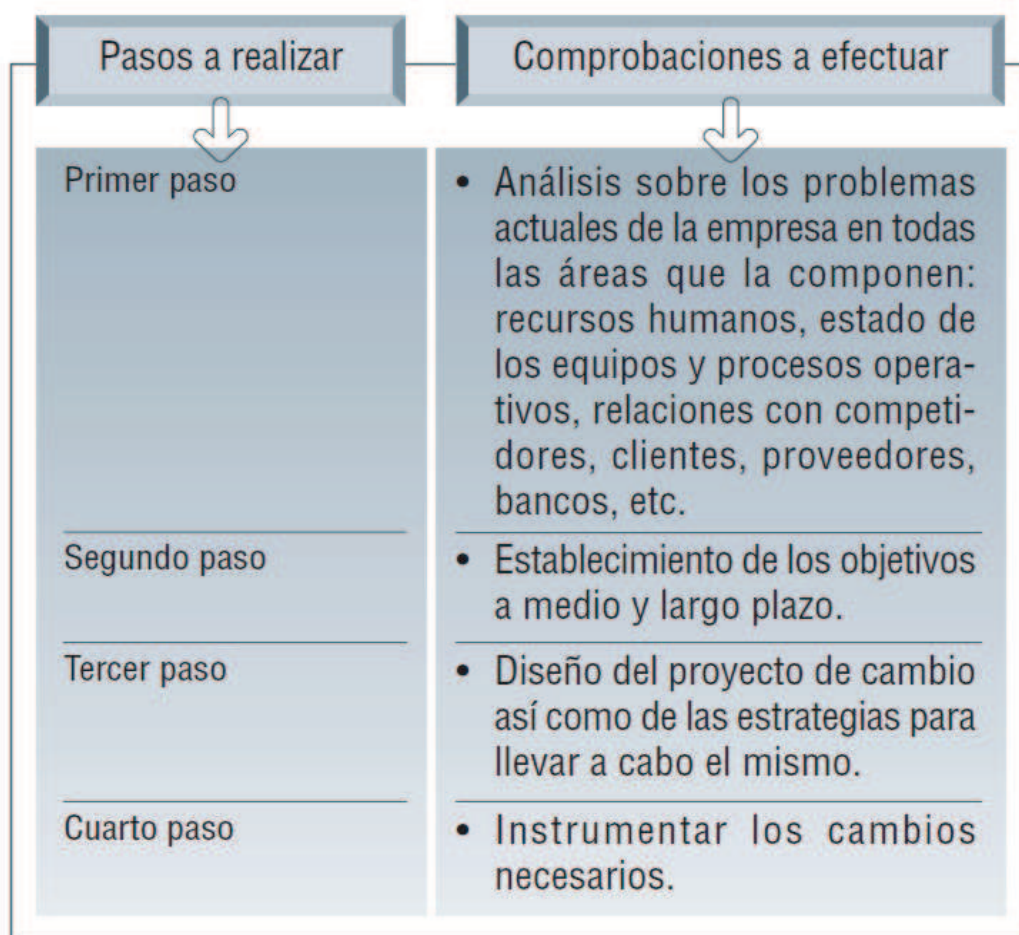 Pasos a realizar
Comprobaciones a efectuar
Primer paso
• Análisis sobre los problemas
actuales de la empresa en todas
las áreas que la componen:
recursos humanos, estado de
los equipos y procesos opera-
tivos, relaciones con competi-
dores, clientes, proveedores,
bancos, etc.
Segundo paso
• Establecimiento de los objetivos
a medio y largo plazo.
Tercer paso
• Diseño del proyecto de cambio
así como de las estrategias para
llevar a cabo el mismo.
Cuarto paso
• Instrumentar los cambios
necesarios.